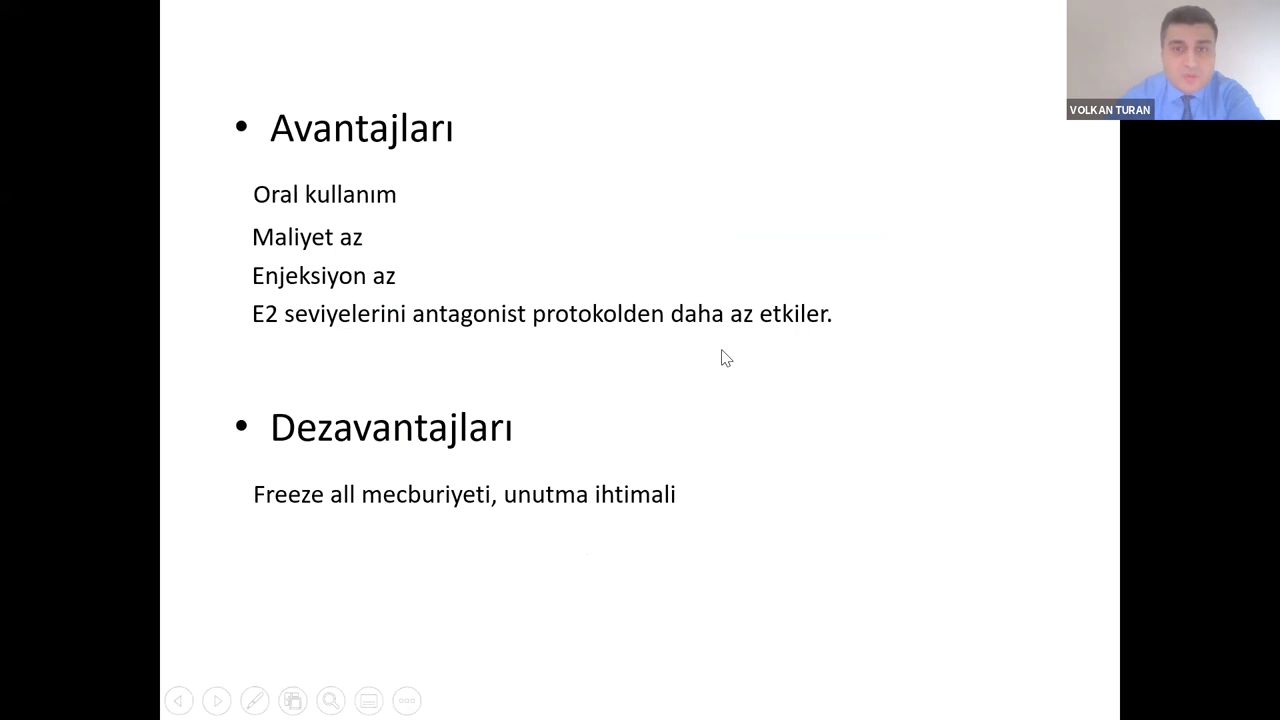 VOLKAN TURAN
• Avantajları
Oral kullanım
Maliyet az
Enjeksiyon az
E2 seviyelerini antagonist protokolden daha az etkiler.
• Dezavantajları
Freeze all mecburiyeti, unutma ihtimali